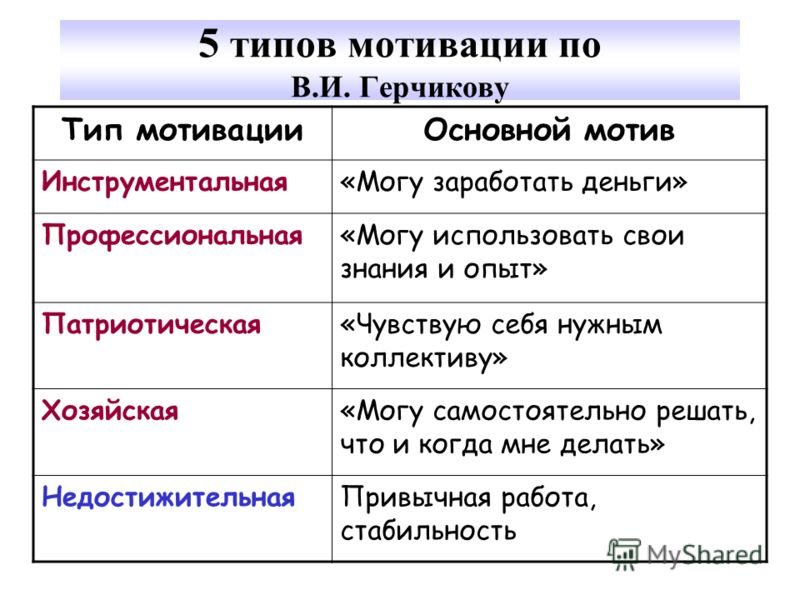 5 типов мотивации по
В.И. Герчикову
Тип мотивации
Основной мотив
Инструментальная
«Могу заработать деньги»
Профессиональная
«Могу использовать свои
знания и опыт»
Патриотическая
«Чувствую себя нужным
коллективу»
Хозяйская
«Могу самостоятельно решать,
что и когда мне делать»
Недостижительная
Привычная работа,
стабильность
MyShared